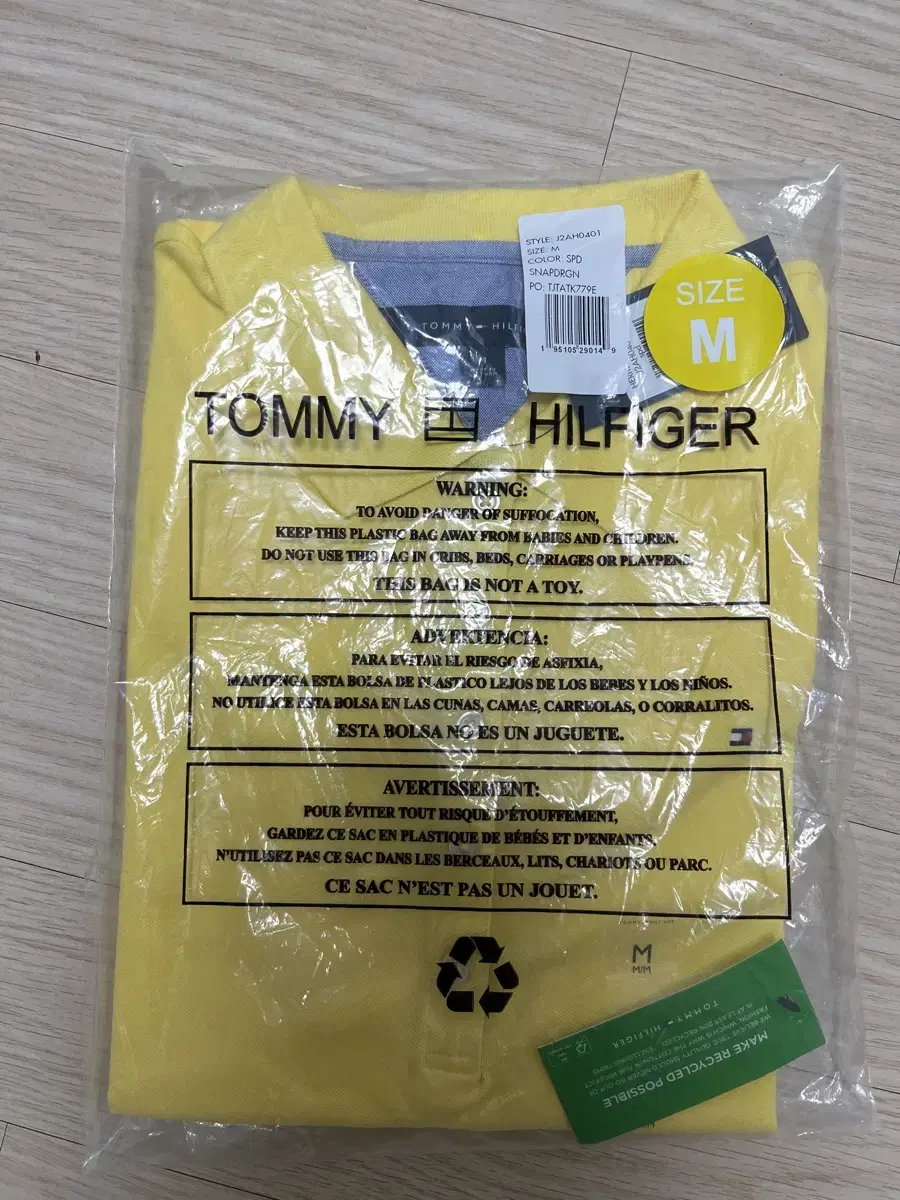 STYLE: J2AH0401
SIZE: M
COLOR: SPD
SNAPDRGN
PO: TJTATK779E
1 95105 29014 9
SIZE
M
TOMMY HILFI
TOMMY HILFIGER
WARNING:
TO AVOID DANGER OF SUFFOCATION,
KEEP THIS PLASTIC BAG AWAY FROM BABIES AND CHILDREN.
DO NOT USE THIS BAG IN CRIBS, BEDS, CARRIAGES OR PLAYPENS.
THIS BAG IS NOT A TOY.
ADVERTENCIA:
PARA EVITAR EL RIESGO DE ASFIXIA,
MANTENGA ESTA BOLSA DE PLASTICO LEJOS DE LOS BEBES Y LOS NIÑOS.
NO UTILICE ESTA BOLSA EN LAS CUNAS, CAMAS, CARREOLAS, O CORRALITOS.
ESTA BOLSA NO ES UN JUGUETE.
AVERTISSEMENT:
POUR ÉVITER TOUT RISQUE D'ÉTOUFFEMENT,
GARDEZ CE SAC EN PLASTIQUE DE BÉBÉS ET D'ENFANTS.
N'UTILISEZ PAS CE SAC DANS LES BERCEAUX, LITS, CHARIOTS OU PARC.
CE SAC N'EST PAS UN JOUET.
M
M/M
MAKE RECYCLED POSSIBLE
TOMMY HILFIGER